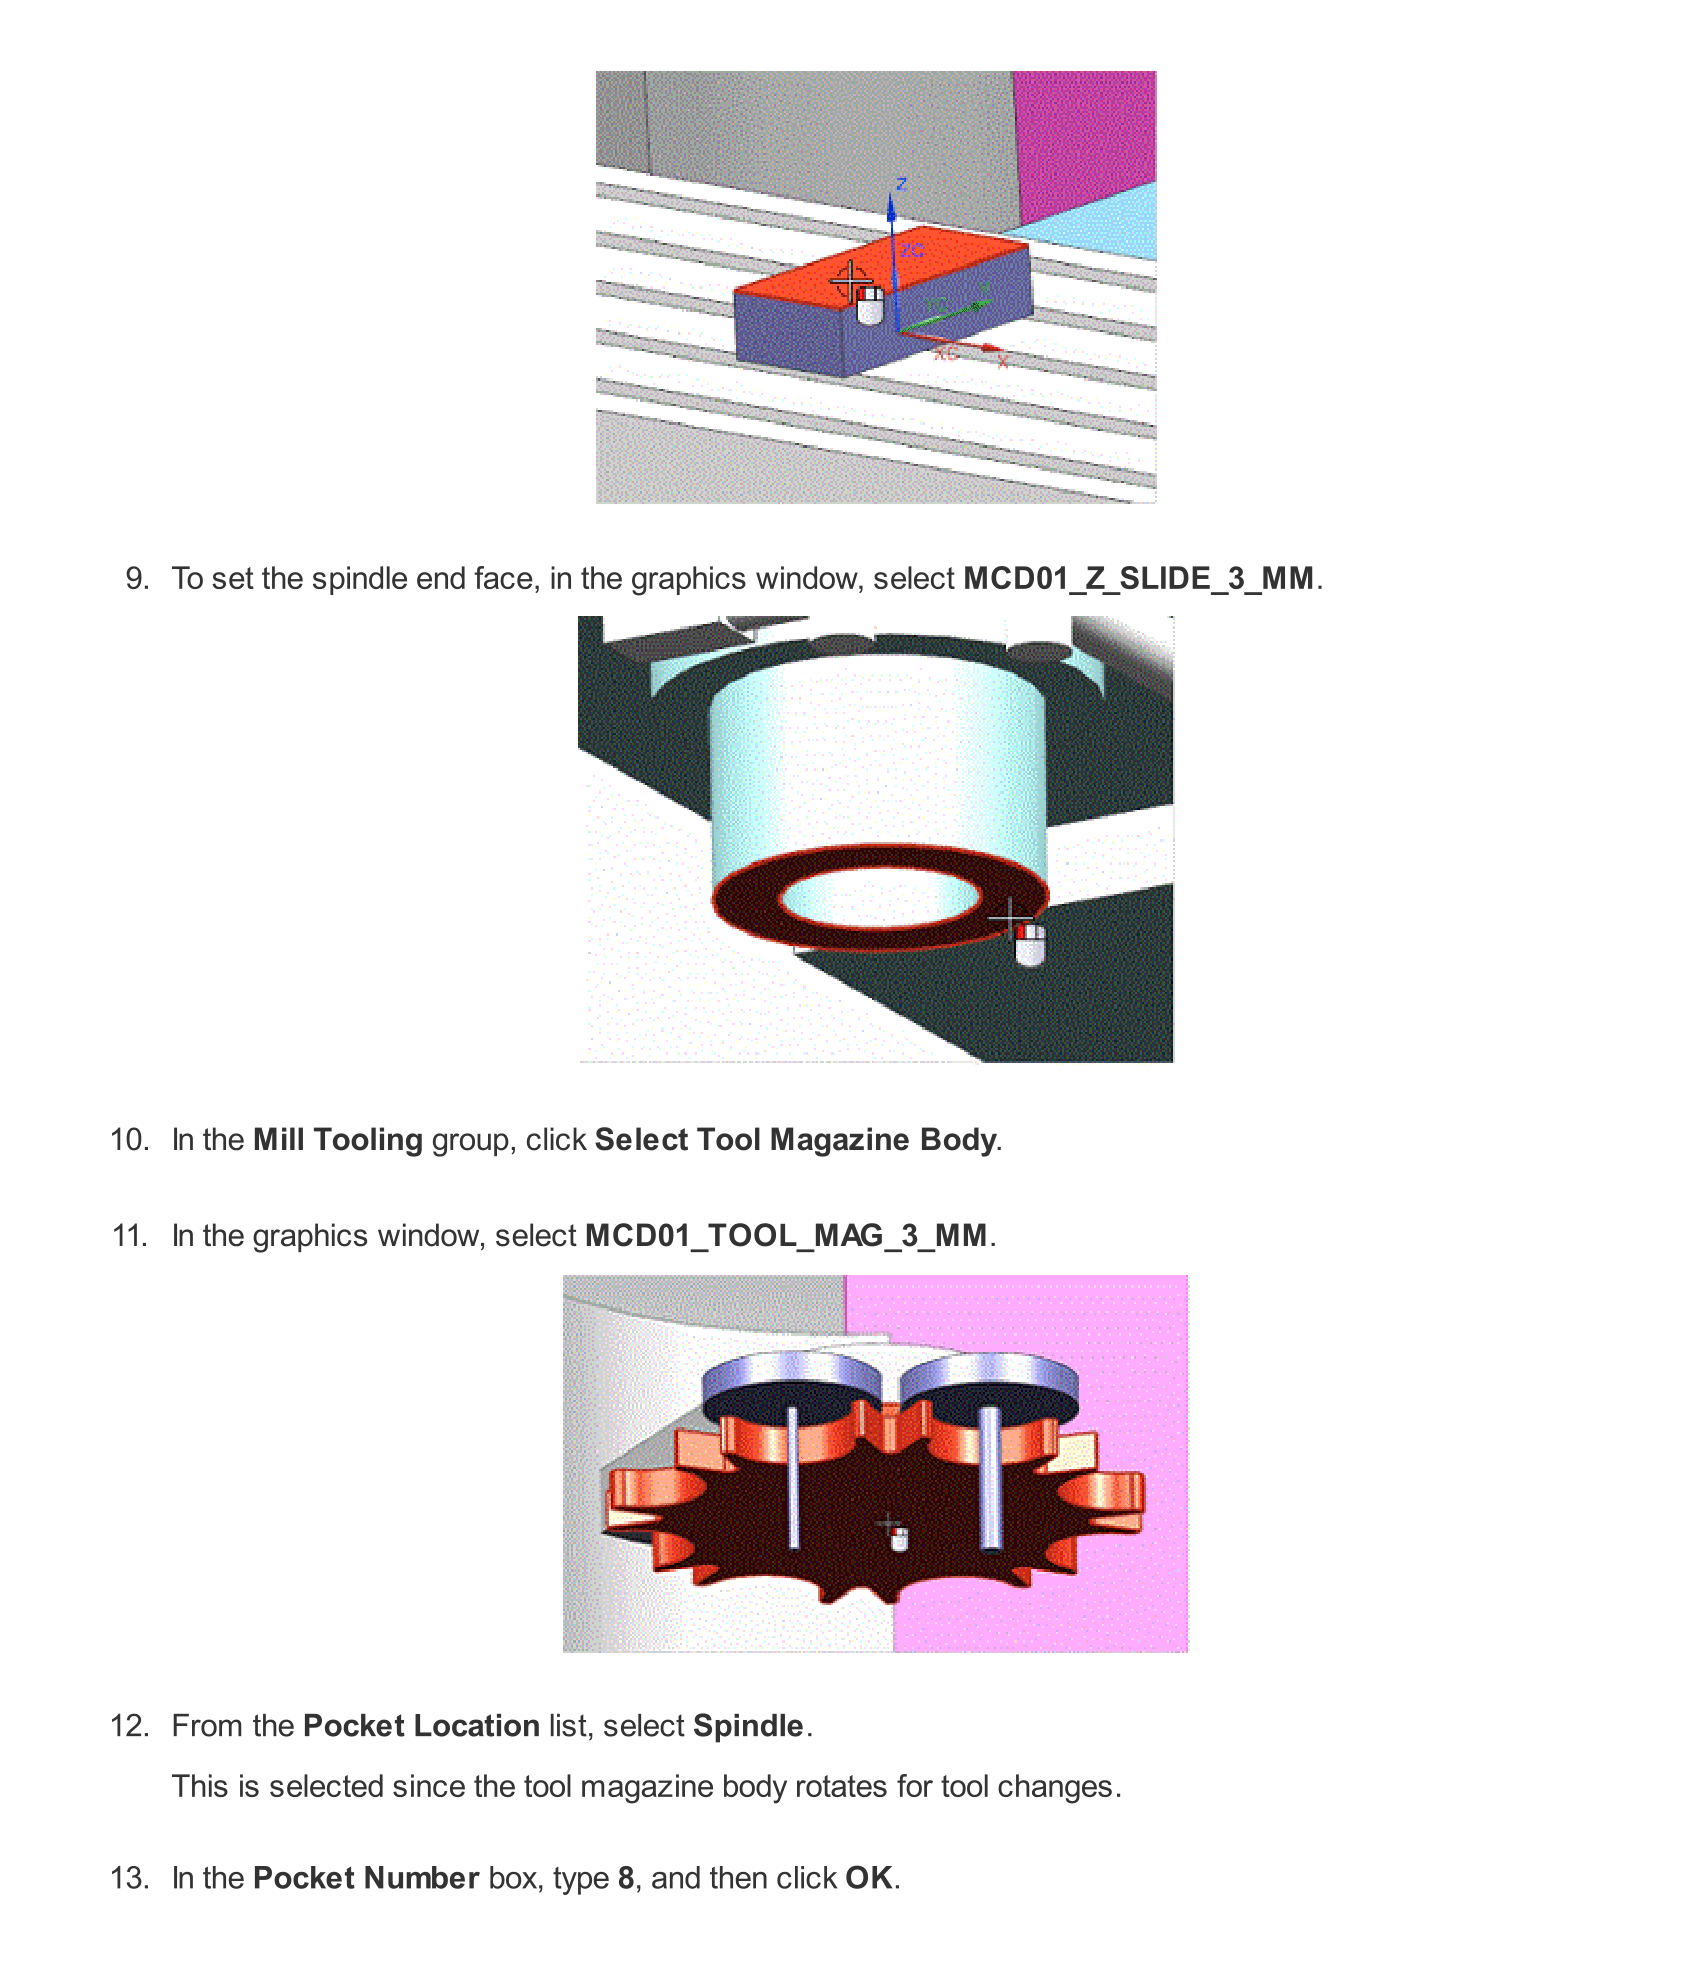 Z
ZC
YC Y
XC X
9. To set the spindle end face, in the graphics window, select MCD01_Z_SLIDE_3_MM.
10. In the Mill Tooling group, click Select Tool Magazine Body.
11. In the graphics window, select MCD01_TOOL_MAG_3_MM.
12. From the Pocket Location list, select Spindle.
This is selected since the tool magazine body rotates for tool changes.
13. In the Pocket Number box, type 8, and then click OK.